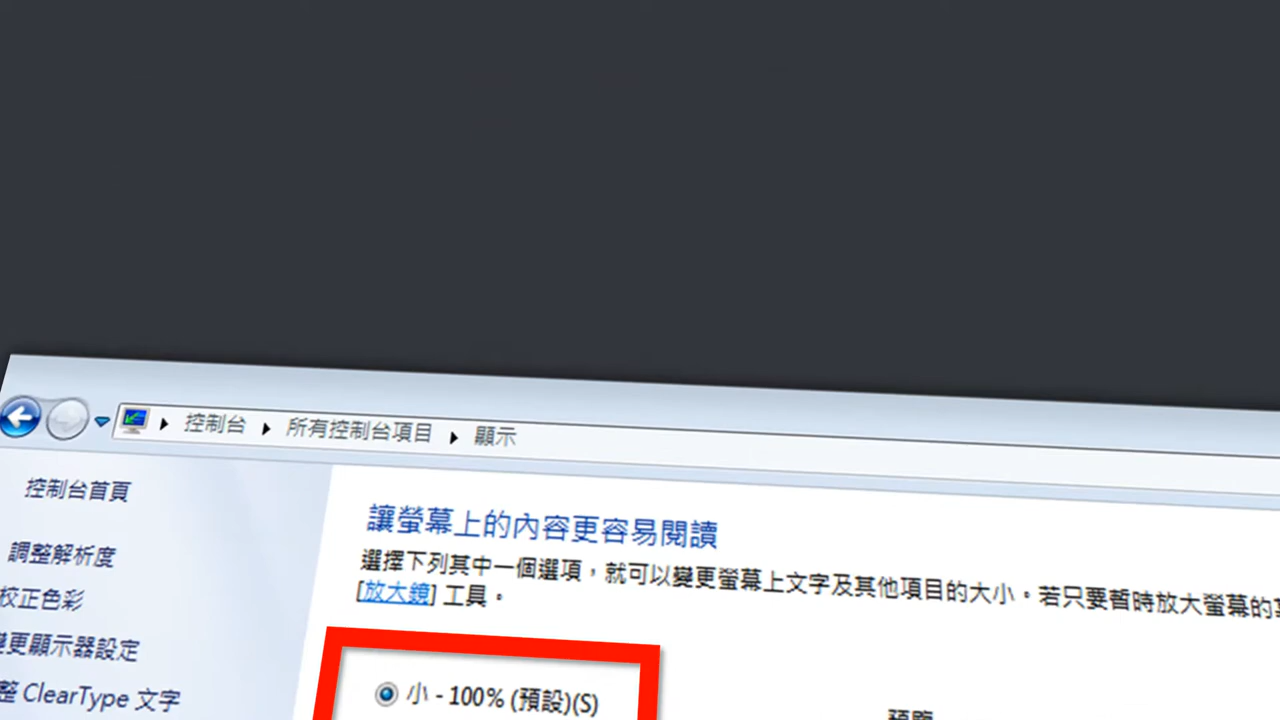 控制台 所有控制台項目 顯示
控制台首頁
調整解析度
校正色彩
變更顯示器設定
整 ClearType 文字
讓螢幕上的內容更容易閱讀
選擇下列其中一個選項，就可以變更螢幕上文字及其他項目的大小。若只要暫時放大螢幕的
[放大鏡] 工具。
小 - 100% (預設)(S)
預覽